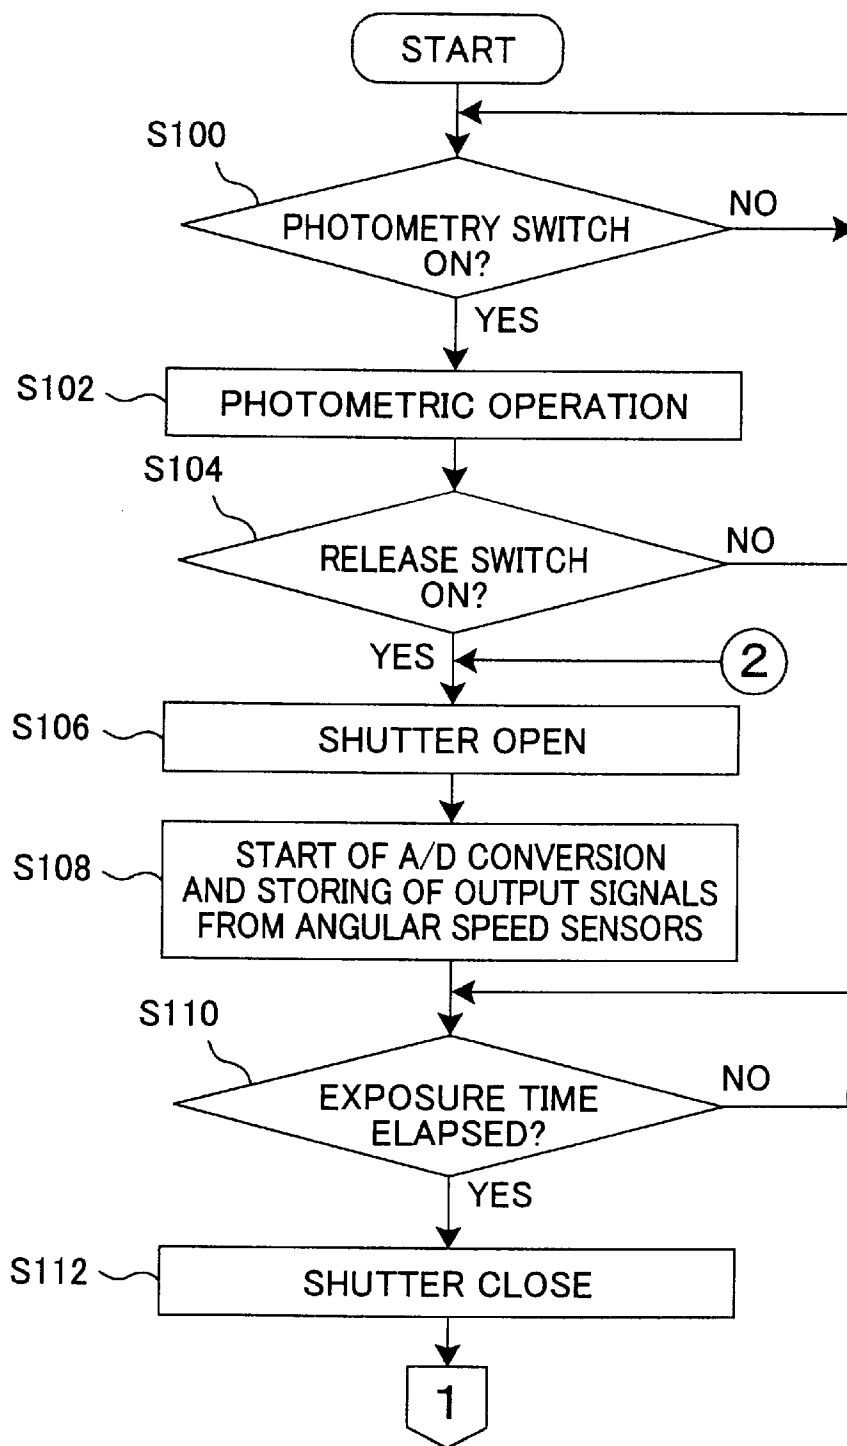 START
S100
PHOTOMETRY SWITCH
ON?
NO
YES
S102
PHOTOMETRIC OPERATION
S104
RELEASE SWITCH
ON?
NO
YES
2
S106
SHUTTER OPEN
S108
START OF A/D CONVERSION
AND STORING OF OUTPUT SIGNALS
FROM ANGULAR SPEED SENSORS
S110
EXPOSURE TIME
ELAPSED?
NO
YES
S112
SHUTTER CLOSE
1